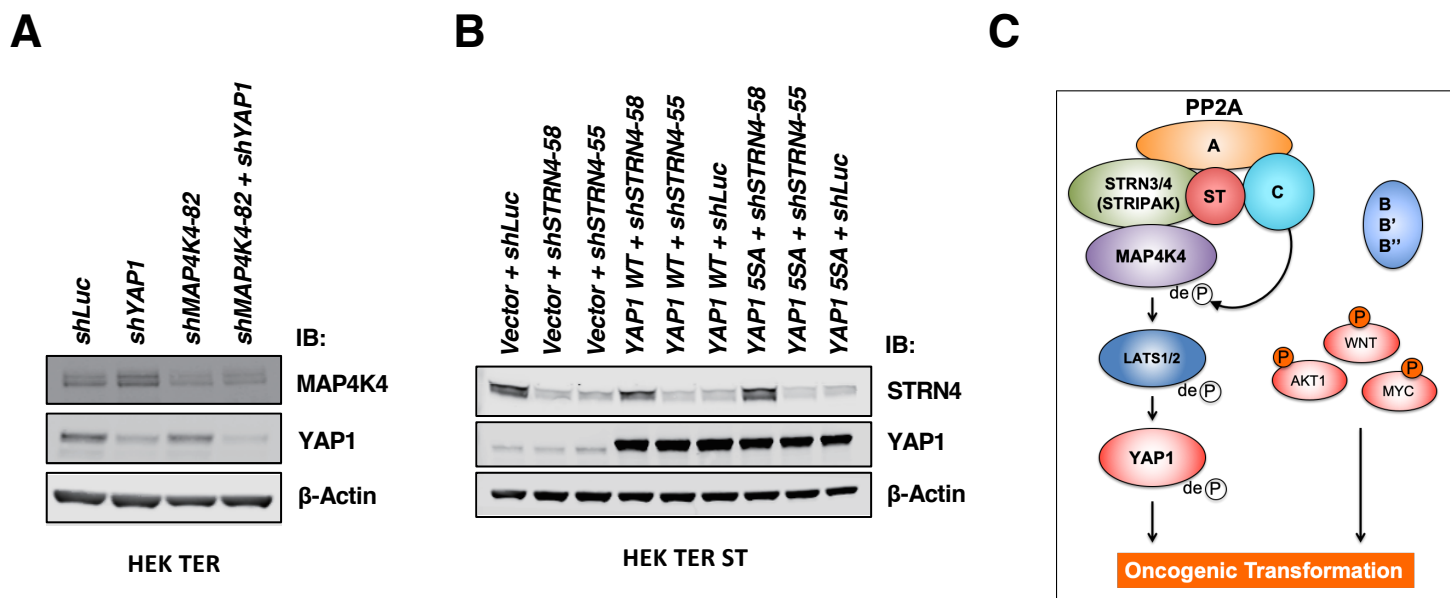 A
shLuc
shYAP1
shMAP4K4-82
shMAP4K4-82 + shYAP1
IB:
MAP4K4
YAP1
β-Actin
HEK TER
B
Vector + shLuc
Vector + shSTRN4-58
Vector + shSTRN4-55
YAP1 WT + shSTRN4-58
YAP1 WT + shSTRN4-55
YAP1 WT + shLuc
YAP1 5SA + shSTRN4-58
YAP1 5SA + shSTRN4-55
YAP1 5SA + shLuc
IB:
STRN4
YAP1
β-Actin
HEK TER ST
C
PP2A
A
STRN3/4
(STRIPAK)
ST
C
B
B'
B''
MAP4K4
de P
LATS1/2
de P
YAP1
de P
P
WNT
P
AKT1
P
MYC
Oncogenic Transformation